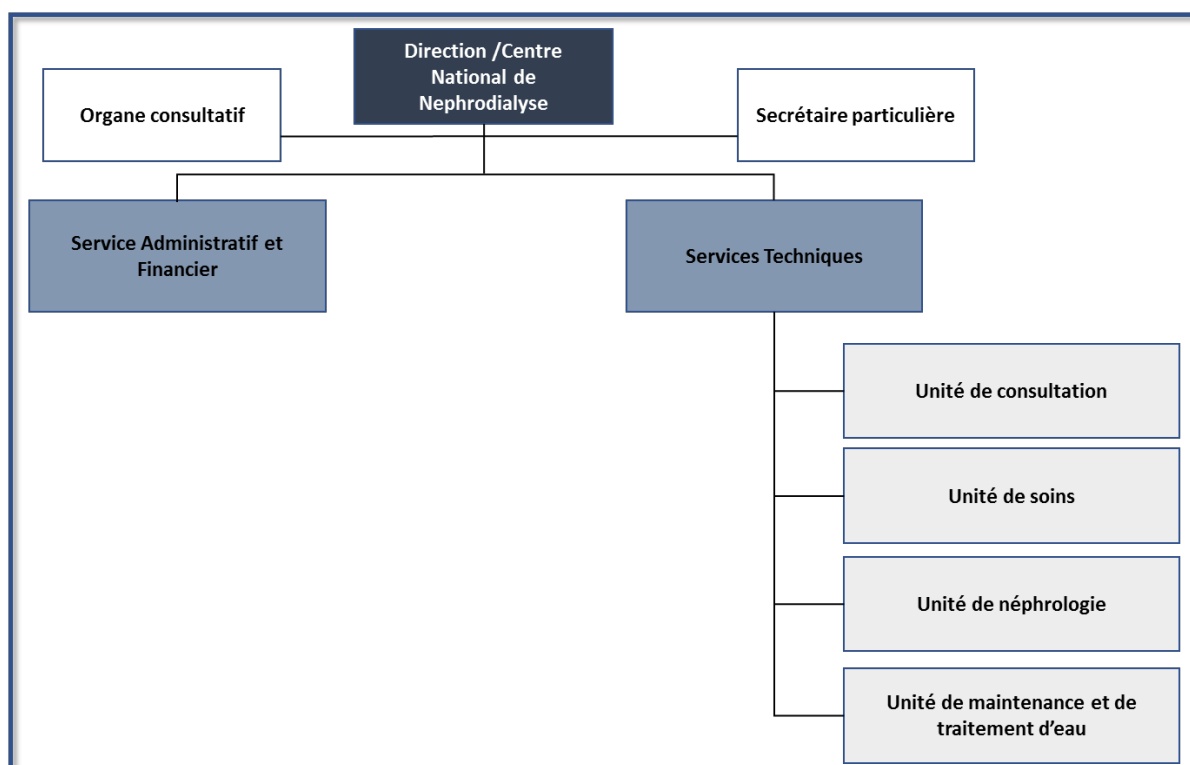 Direction /Centre
National de
Nephrodialyse
Organe consultatif
Secrétaire particulière
Service Administratif et
Financier
Services Techniques
Unité de consultation
Unité de soins
Unité de néphrologie
Unité de maintenance et de
traitement d'eau